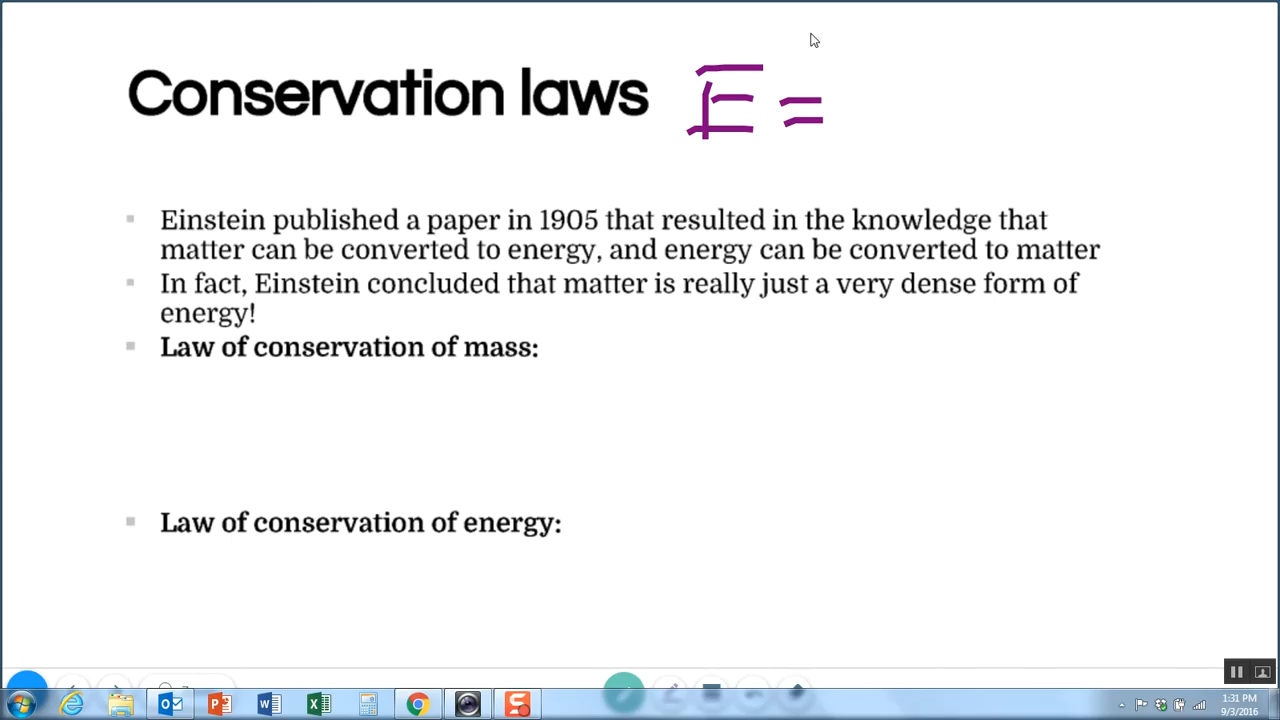 Conservation laws E =
Einstein published a paper in 1905 that resulted in the knowledge that
matter can be converted to energy, and energy can be converted to matter
In fact, Einstein concluded that matter is really just a very dense form of
energy!
Law of conservation of mass:
Law of conservation of energy:
1:31 PM
9/3/2016